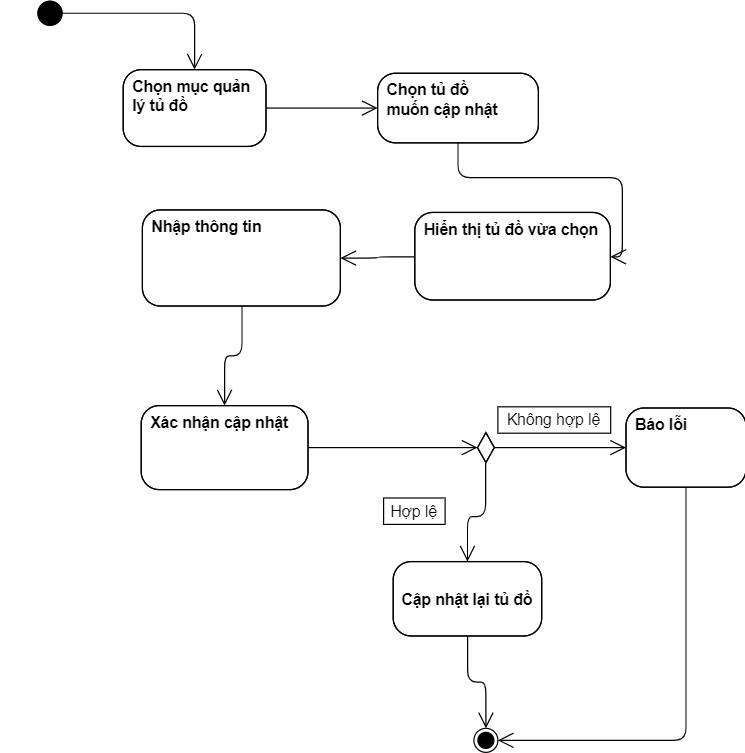 Chọn mục quản
lý tủ đồ
Chọn tủ đồ
muốn cập nhật
Nhập thông tin
Hiển thị tủ đồ vừa chọn
Xác nhận cập nhật
Không hợp lệ
Báo lỗi
Hợp lệ
Cập nhật lại tủ đồ